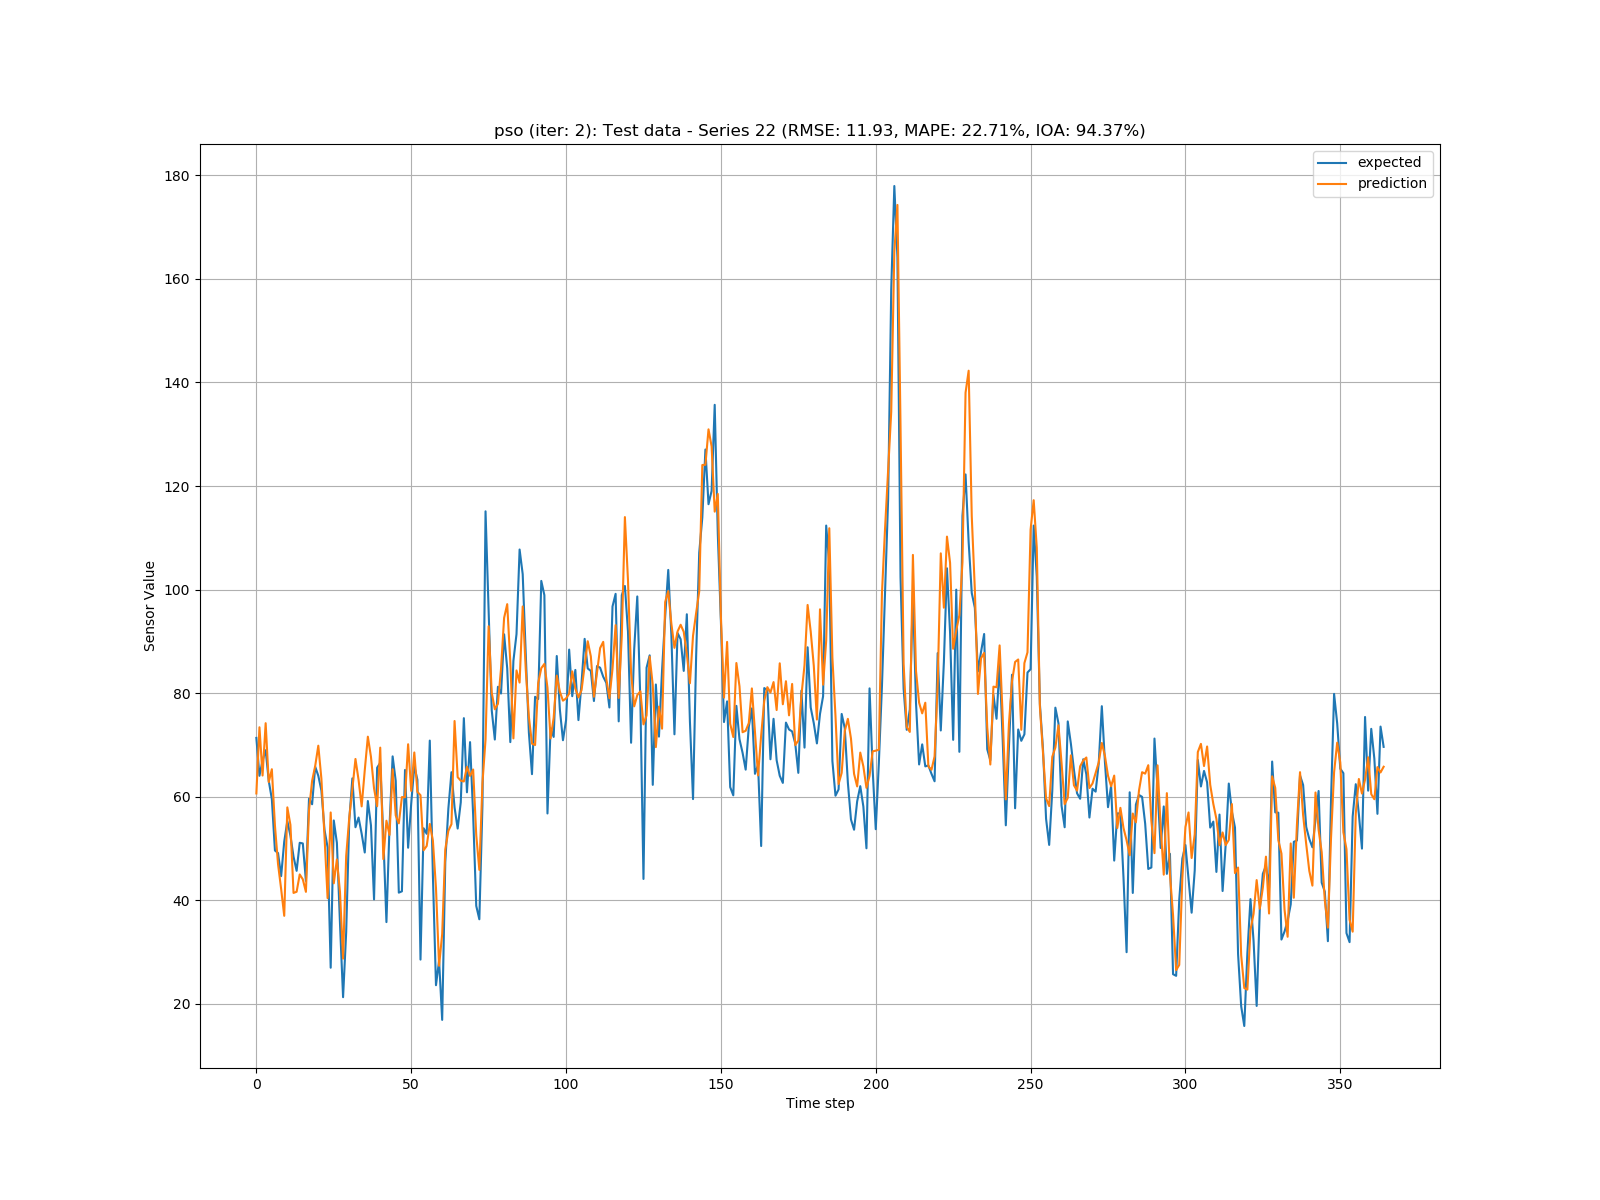 pso (iter: 2): Test data - Series 22 (RMSE: 11.93, MAPE: 22.71%, IOA: 94.37%)
expected
prediction
180
160
140
120
100
80
60
40
20
Sensor Value
0 50 100 150 200 250 300 350
Time step